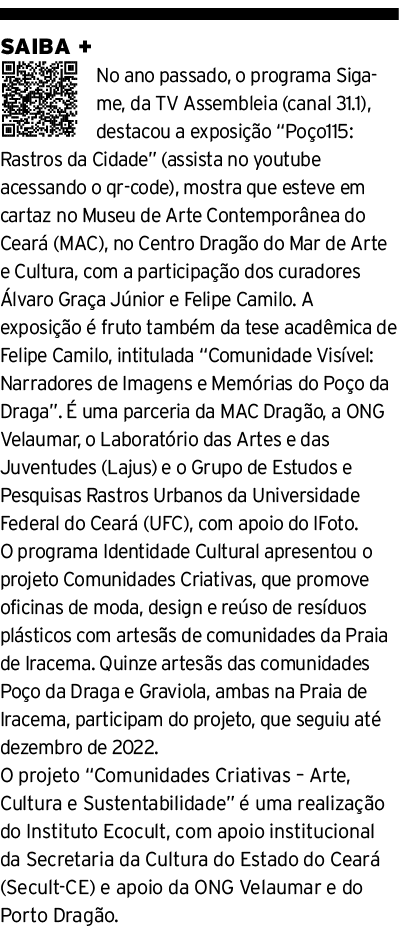 SAIBA +
No ano passado, o programa Siga-
me, da TV Assembleia (canal 31.1),
destacou a exposição “Poço115:
Rastros da Cidade” (assista no youtube
acessando o qr-code), mostra que esteve em
cartaz no Museu de Arte Contemporânea do
Ceará (MAC), no Centro Dragão do Mar de Arte
e Cultura, com a participação dos curadores
Álvaro Graça Júnior e Felipe Camilo. A
exposição é fruto também da tese acadêmica de
Felipe Camilo, intitulada “Comunidade Visível:
Narradores de Imagens e Memórias do Poço da
Draga”. É uma parceria da MAC Dragão, a ONG
Velaumar, o Laboratório das Artes e das
Juventudes (Lajus) e o Grupo de Estudos e
Pesquisas Rastros Urbanos da Universidade
Federal do Ceará (UFC), com apoio do IFoto.
O programa Identidade Cultural apresentou o
projeto Comunidades Criativas, que promove
oficinas de moda, design e reúso de resíduos
plásticos com artesãs de comunidades da Praia
de Iracema. Quinze artesãs das comunidades
Poço da Draga e Graviola, ambas na Praia de
Iracema, participam do projeto, que seguiu até
dezembro de 2022.
O projeto “Comunidades Criativas – Arte,
Cultura e Sustentabilidade” é uma realização
do Instituto Ecocult, com apoio institucional
da Secretaria da Cultura do Estado do Ceará
(Secult-CE) e apoio da ONG Velaumar e do
Porto Dragão.